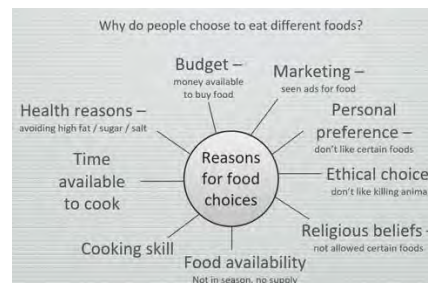 Why do people choose to eat different foods?
Budget –
money available
to buy food
Marketing –
seen ads for food
Health reasons –
avoiding high fat / sugar / salt
Personal
preference –
don't like certain foods
Time
available
to cook
Reasons
for food
choices
Ethical choice
don't like killing anima
Cooking skill
Religious beliefs -
not allowed certain foods
Food availability
Not in season, no supply